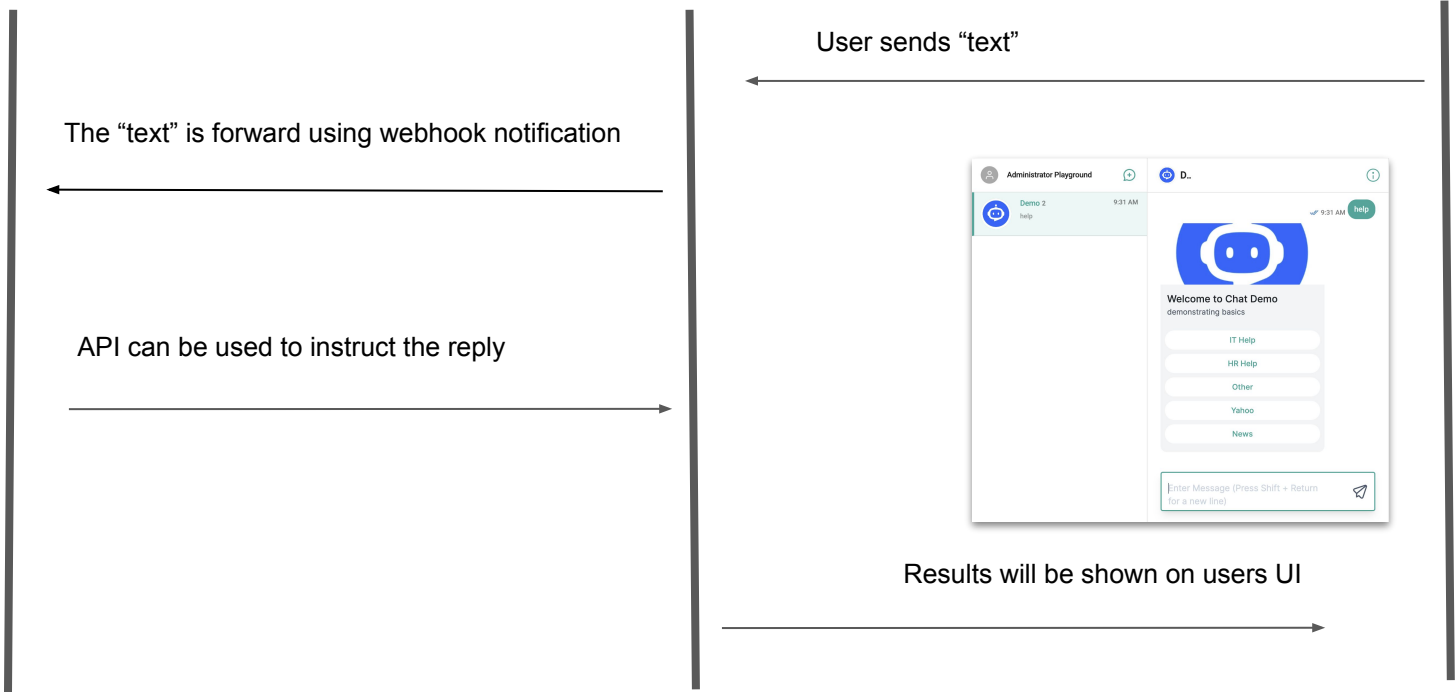 User sends “text”
The “text” is forward using webhook notification
Administrator Playground
D..
Demo 2
9:31 AM
help
9:31 AM
help
Welcome to Chat Demo
demonstrating basics
IT Help
HR Help
Other
Yahoo
News
Enter Message (Press Shift + Return
for a new line)
API can be used to instruct the reply
Results will be shown on users UI